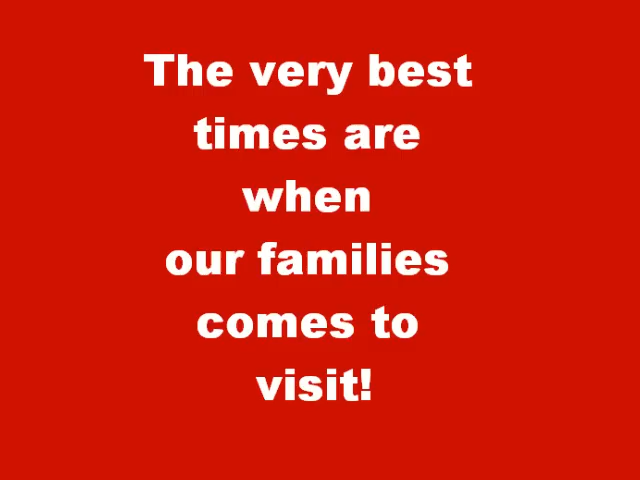 The very best
times are
when
our families
comes to
visit!